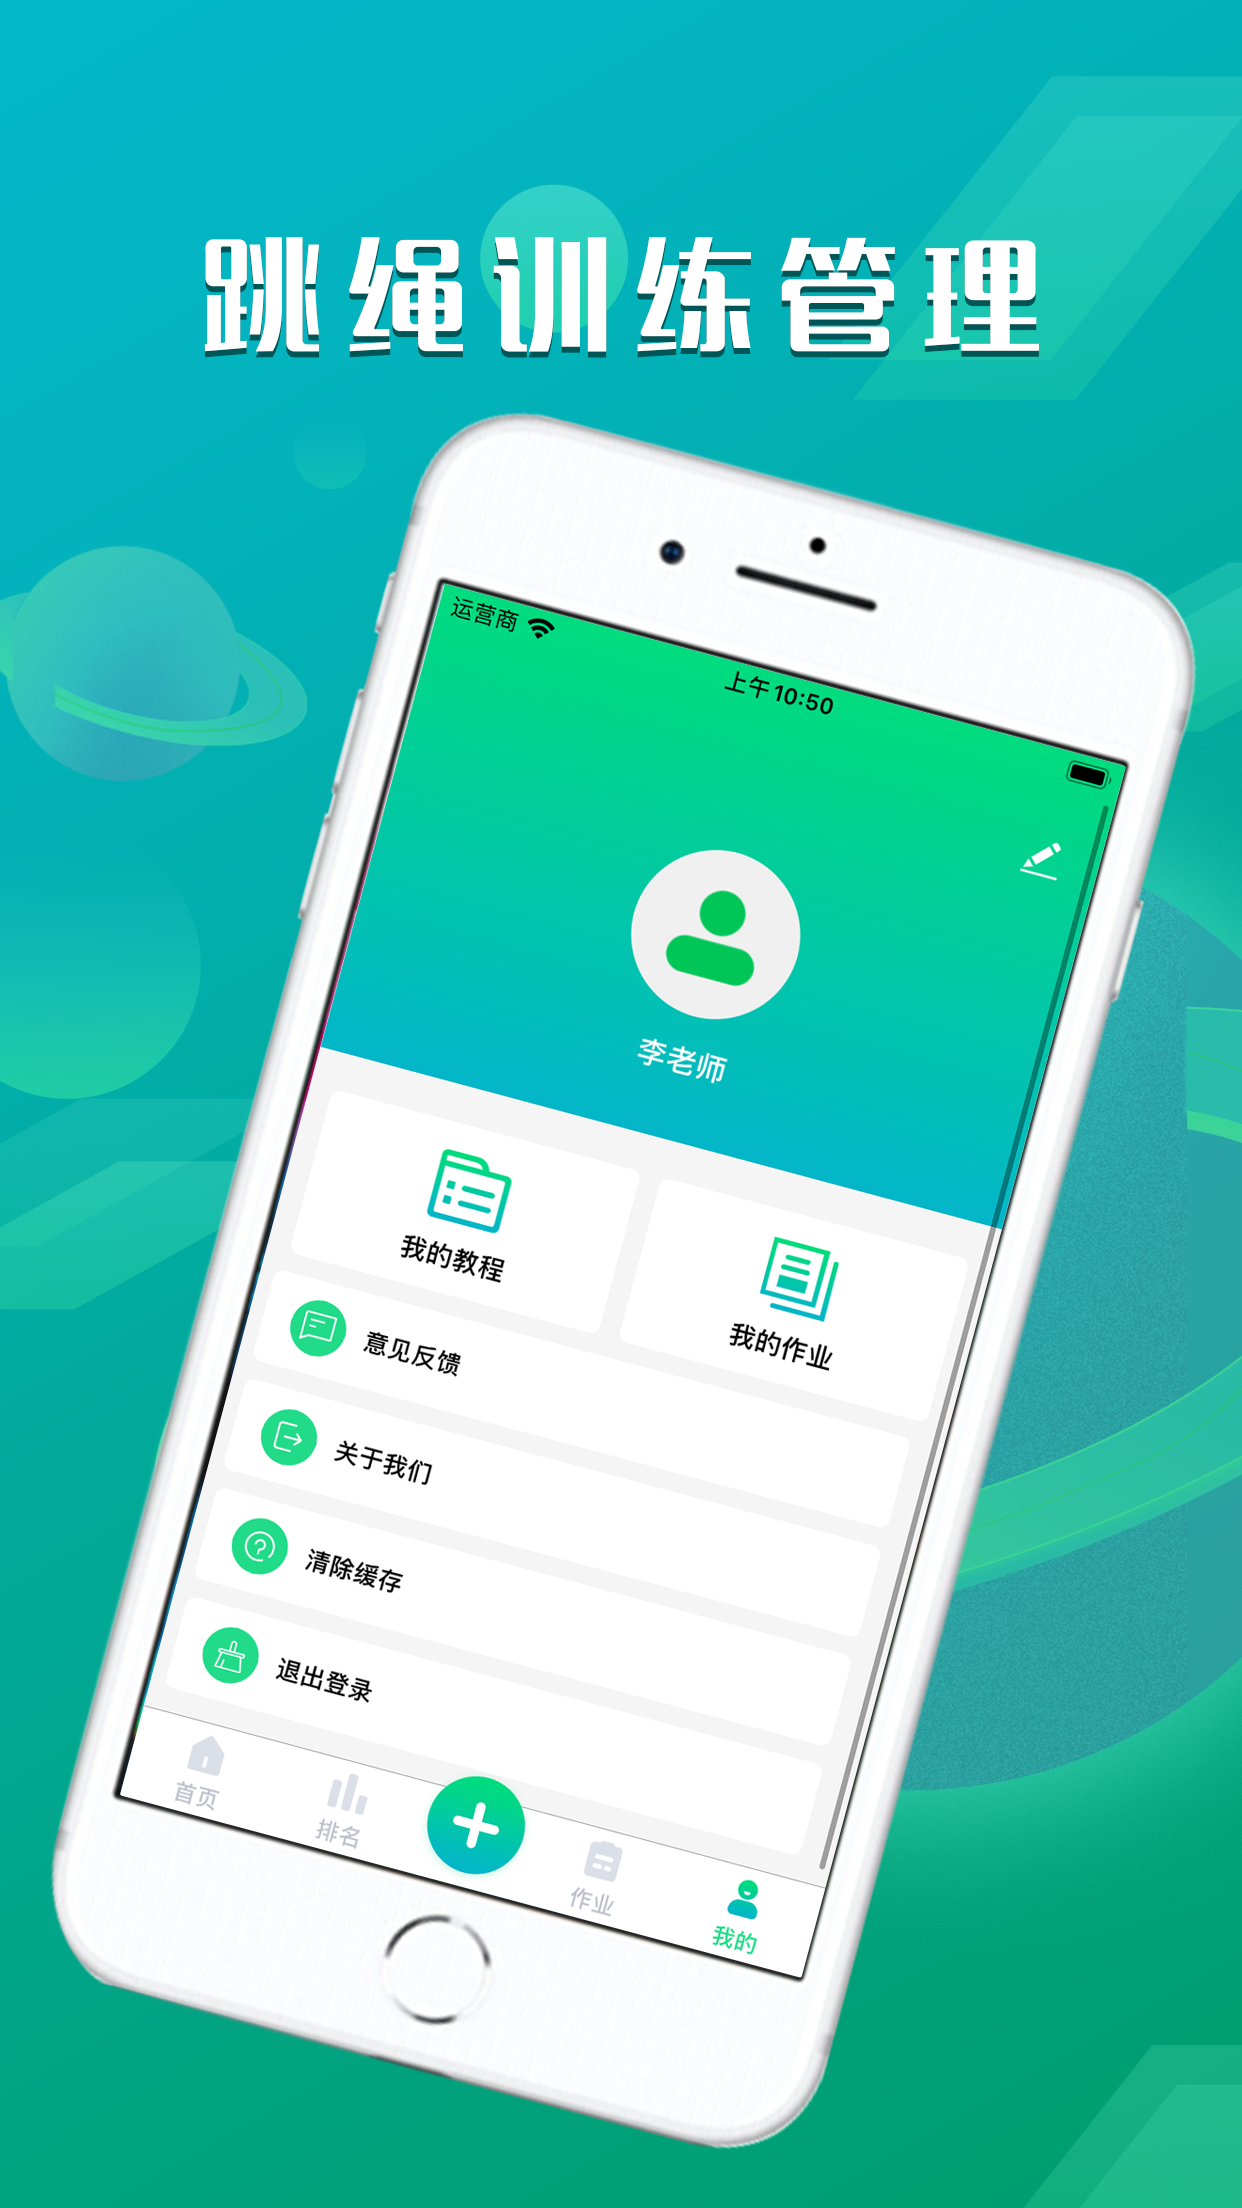 跳绳训练管理
运营商
上午10:50
李老师
我的教程
我的作业
意见反馈
关于我们
清除缓存
退出登录
首页
排名
作业
我的